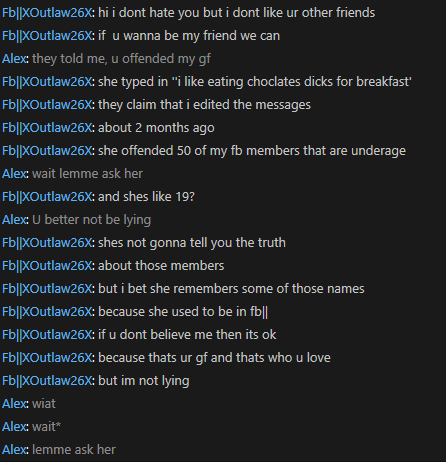 Fb||XOutlaw26X: hi i dont hate you but i dont like ur other friends
Fb||XOutlaw26X: if  u wanna be my friend we can
Alex: they told me, u offended my gf
Fb||XOutlaw26X: she typed in "i like eating choclates dicks for breakfast'
Fb||XOutlaw26X: they claim that i edited the messages
Fb||XOutlaw26X: about 2 months ago
Fb||XOutlaw26X: she offended 50 of my fb members that are underage
Alex: wait lemme ask her
Fb||XOutlaw26X: and shes like 19?
Alex: U better not be lying
Fb||XOutlaw26X: shes not gonna tell you the truth
Fb||XOutlaw26X: about those members
Fb||XOutlaw26X: but i bet she remembers some of those names
Fb||XOutlaw26X: because she used to be in fb||
Fb||XOutlaw26X: if u dont believe me then its ok
Fb||XOutlaw26X: because thats ur gf and thats who u love
Fb||XOutlaw26X: but im not lying
Alex: wiat
Alex: wait*
Alex: lemme ask her